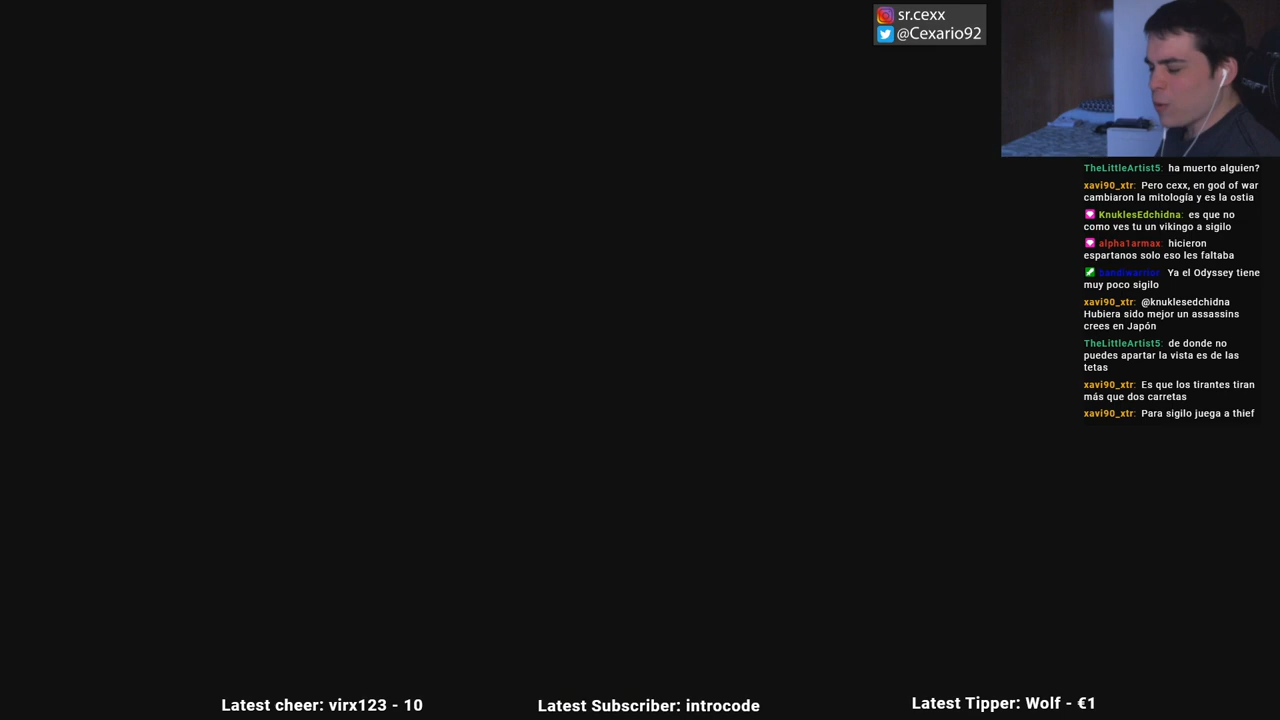 sr.cexx
@Cexario92
TheLittleArtist5: ha muerto alguien?
xavi90_xtr: Pero cexx, en god of war
cambiaron la mitología y es la ostia
KnuklesEdchidna: es que no
como ves tu un vikingo a sigilo
alpha1armax: hicieron
espartanos solo eso les faltaba
bandiwarrior: Ya el Odyssey tiene
muy poco sigilo
xavi90_xtr: @knuklesedchidna
Hubiera sido mejor un assassins
crees en Japón
TheLittleArtist5: de donde no
puedes apartar la vista es de las
tetas
xavi90_xtr: Es que los tirantes tiran
más que dos carretas
xavi90_xtr: Para sigilo juega a thief
Latest cheer: virx123 - 10
Latest Subscriber: introcode
Latest Tipper: Wolf - €1